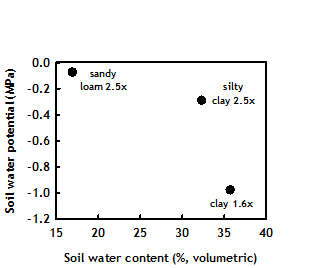 0.0
-0.2
-0.4
-0.6
-0.8
-1.0
-1.2
Soil water potential (MPa)
sandy
loam 2.5x
silty
clay 2.5x
clay 1.6x
15 20 25 30 35 40
Soil water content (%, volumetric)